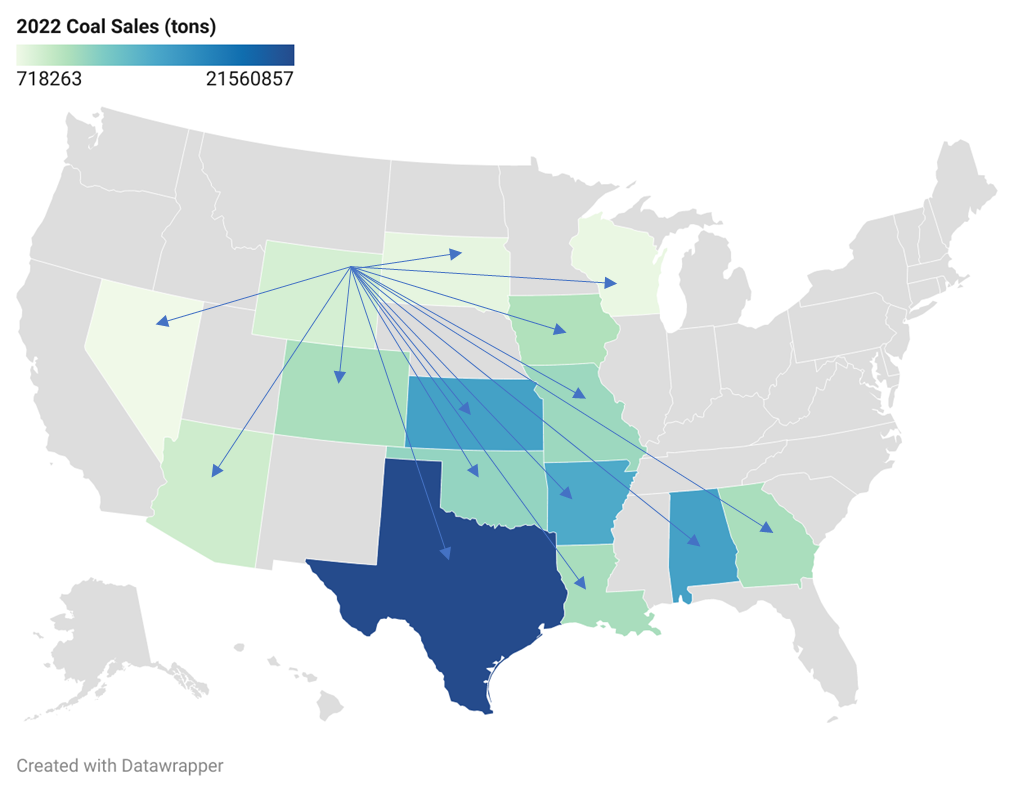 2022 Coal Sales (tons)
718263 21560857
Created with Datawrapper